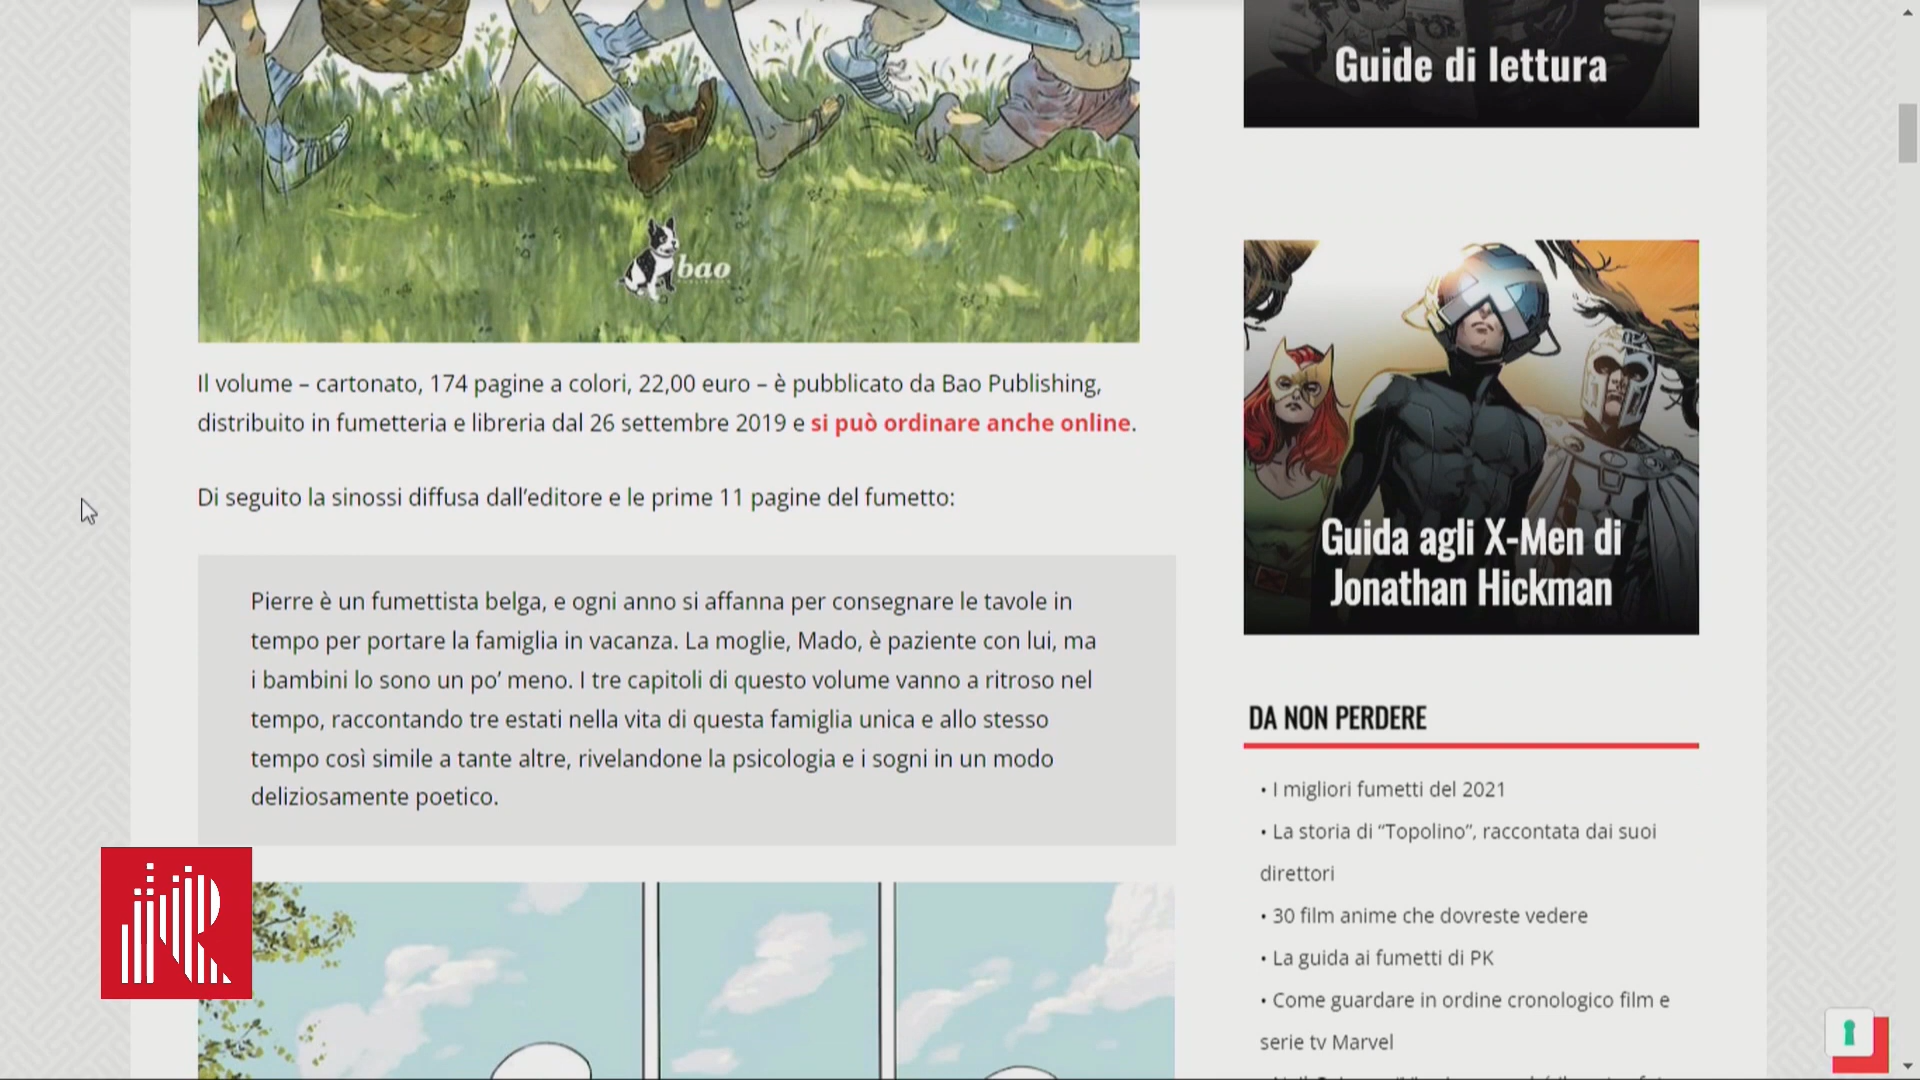 Guide di lettura
bao
Il volume – cartonato, 174 pagine a colori, 22,00 euro – è pubblicato da Bao Publishing,
distribuito in fumetteria e libreria dal 26 settembre 2019 e si può ordinare anche online.
Di seguito la sinossi diffusa dall’editore e le prime 11 pagine del fumetto:
Pierre è un fumettista belga, e ogni anno si affanna per consegnare le tavole in
tempo per portare la famiglia in vacanza. La moglie, Mado, è paziente con lui, ma
i bambini lo sono un po’ meno. I tre capitoli di questo volume vanno a ritroso nel
tempo, raccontando tre estati nella vita di questa famiglia unica e allo stesso
tempo così simile a tante altre, rivelandone la psicologia e i sogni in un modo
deliziosamente poetico.
Guida agli X-Men di
Jonathan Hickman
DA NON PERDERE
• I migliori fumetti del 2021
• La storia di “Topolino”, raccontata dai suoi
direttori
• 30 film anime che dovreste vedere
• La guida ai fumetti di PK
• Come guardare in ordine cronologico film e
serie tv Marvel
R